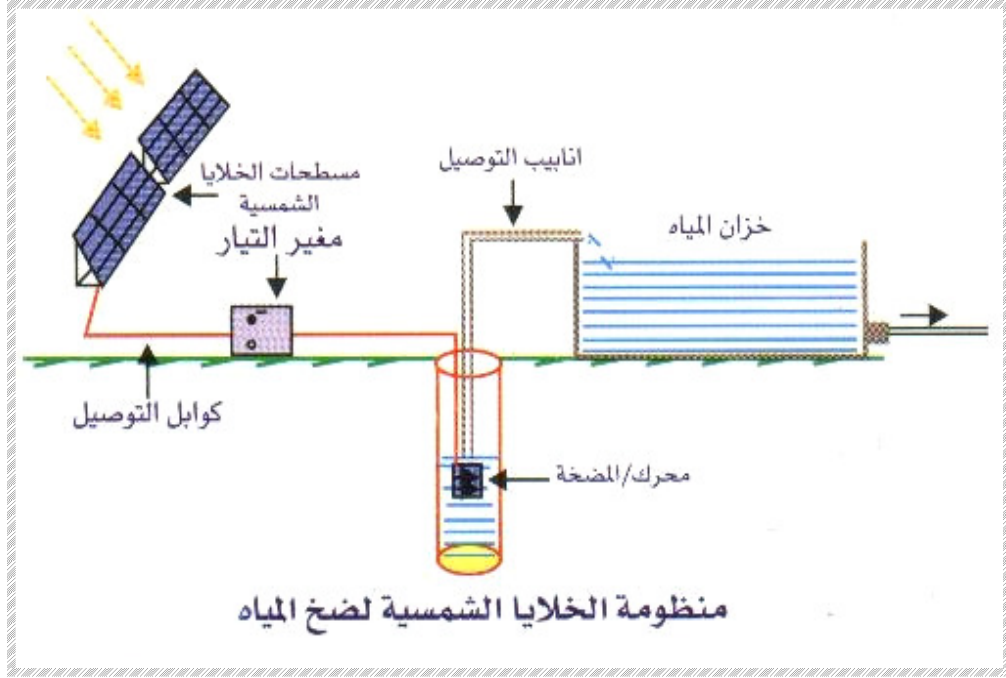 انابيب التوصيل
مسطحات الخلايا
الشمسية
مغير التيار
خزان المياه
كوابل التوصيل
محرك/المضخة
منظومة الخلايا الشمسية لضخ المياه